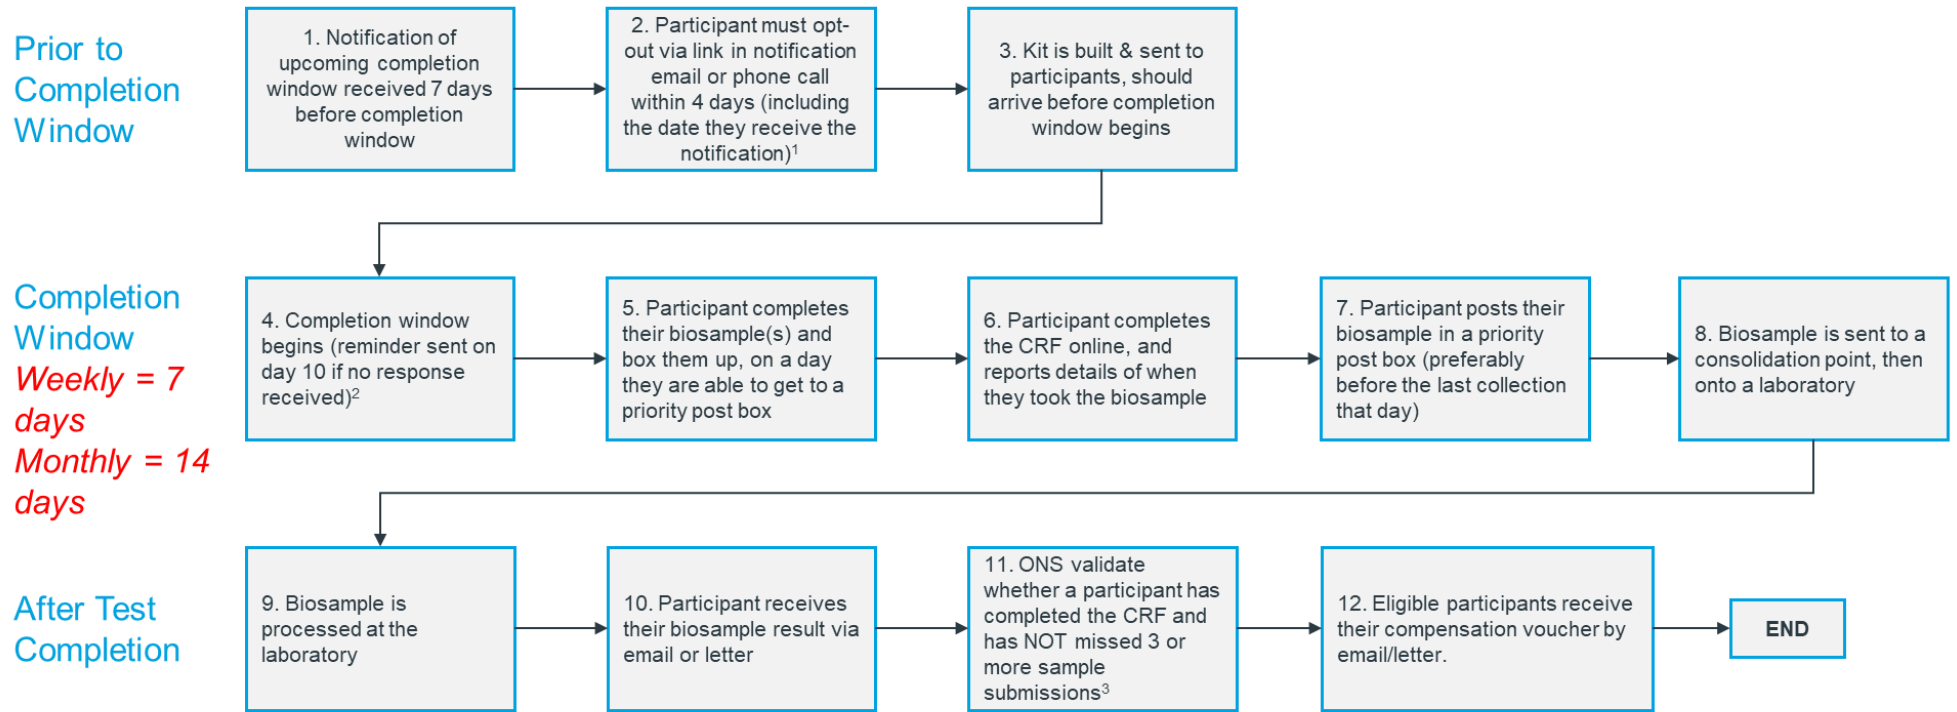 Prior to
Completion
Window
1. Notification of
upcoming completion
window received 7 days
before completion
window
2. Participant must opt-
out via link in notification
email or phone call
within 4 days (including
the date they receive the
notification)¹
3. Kit is built & sent to
participants, should
arrive before completion
window begins
Completion
Window
Weekly = 7
days
Monthly = 14
days
4. Completion window
begins (reminder sent on
day 10 if no response
received)²
5. Participant completes
their biosample(s) and
box them up, on a day
they are able to get to a
priority post box
6. Participant completes
the CRF online, and
reports details of when
they took the biosample
7. Participant posts their
biosample in a priority
post box (preferably
before the last collection
that day)
8. Biosample is sent to a
consolidation point, then
onto a laboratory
After Test
Completion
9. Biosample is
processed at the
laboratory
10. Participant receives
their biosample result via
email or letter
11. ONS validate
whether a participant has
completed the CRF and
has NOT missed 3 or
more sample
submissions³
12. Eligible participants receive
their compensation voucher by
email/letter.
END